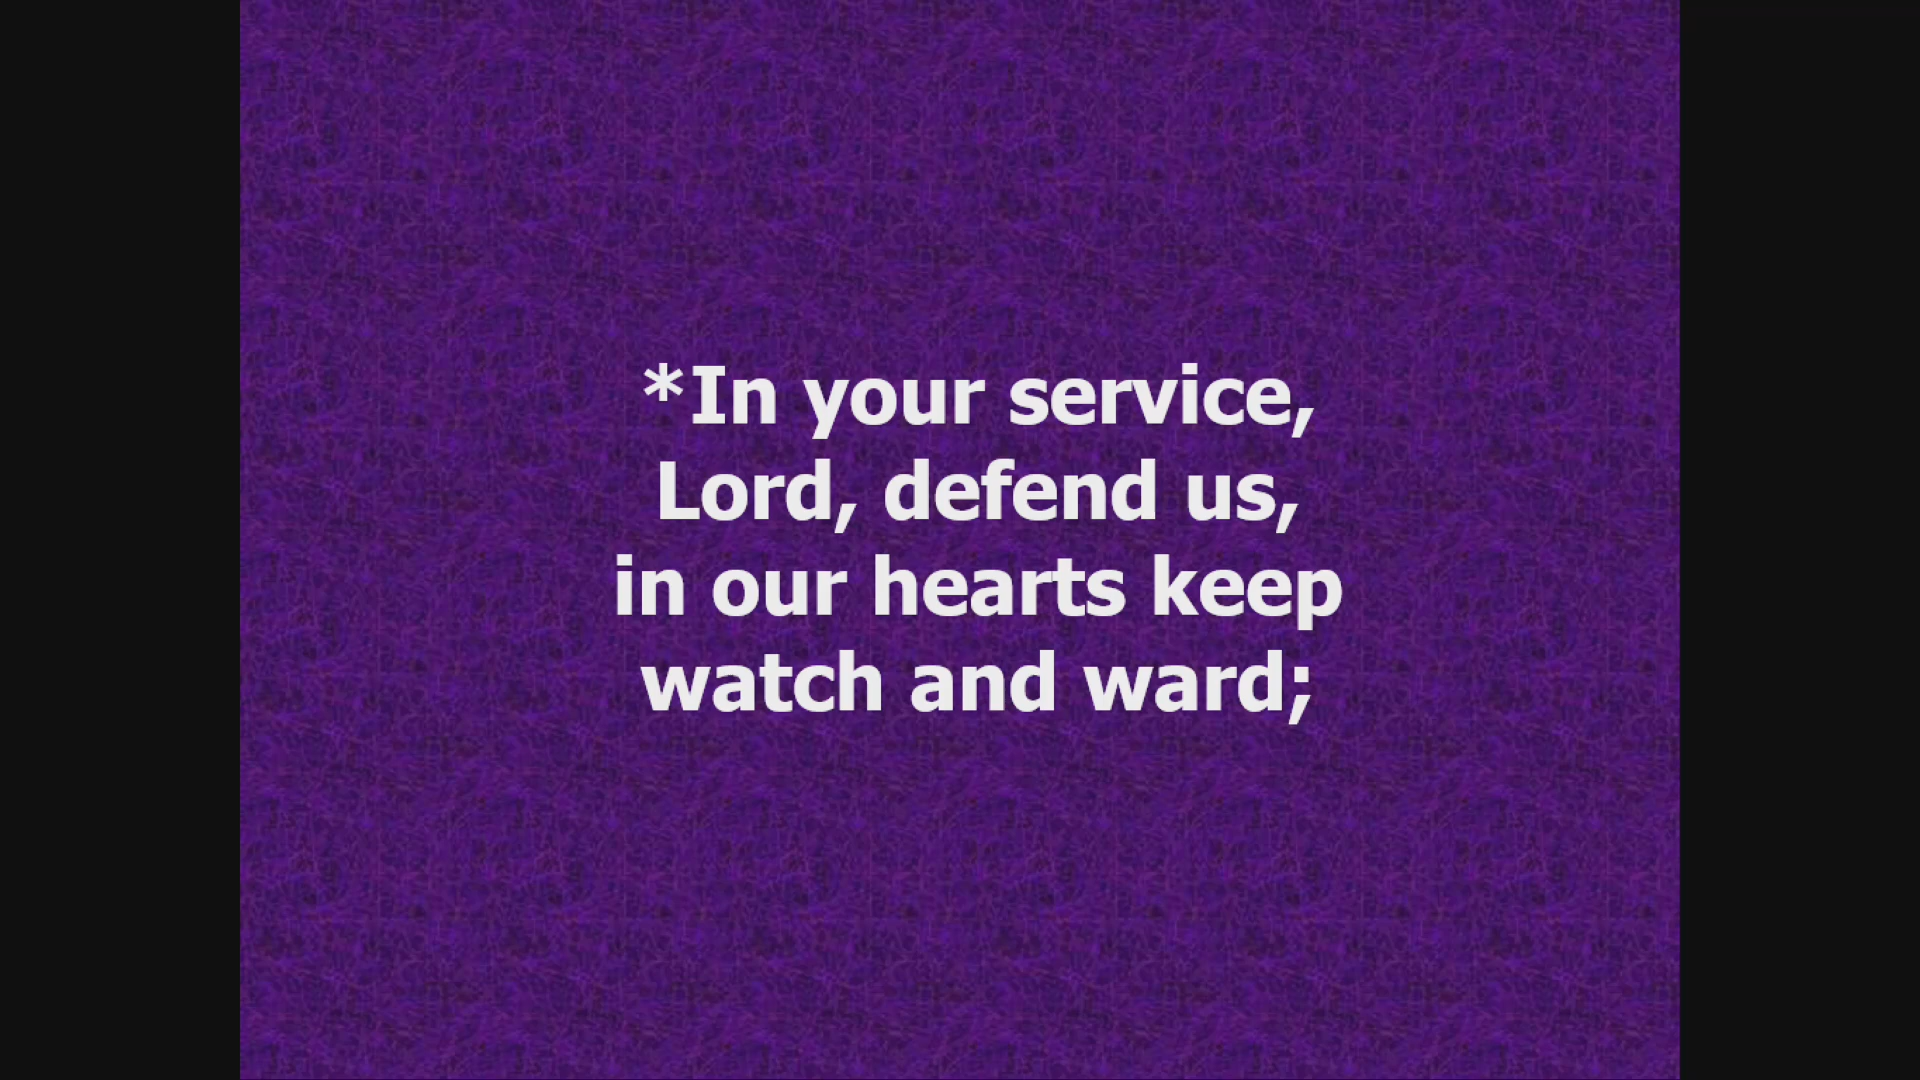 *In your service,
Lord, defend us,
in our hearts keep
watch and ward;